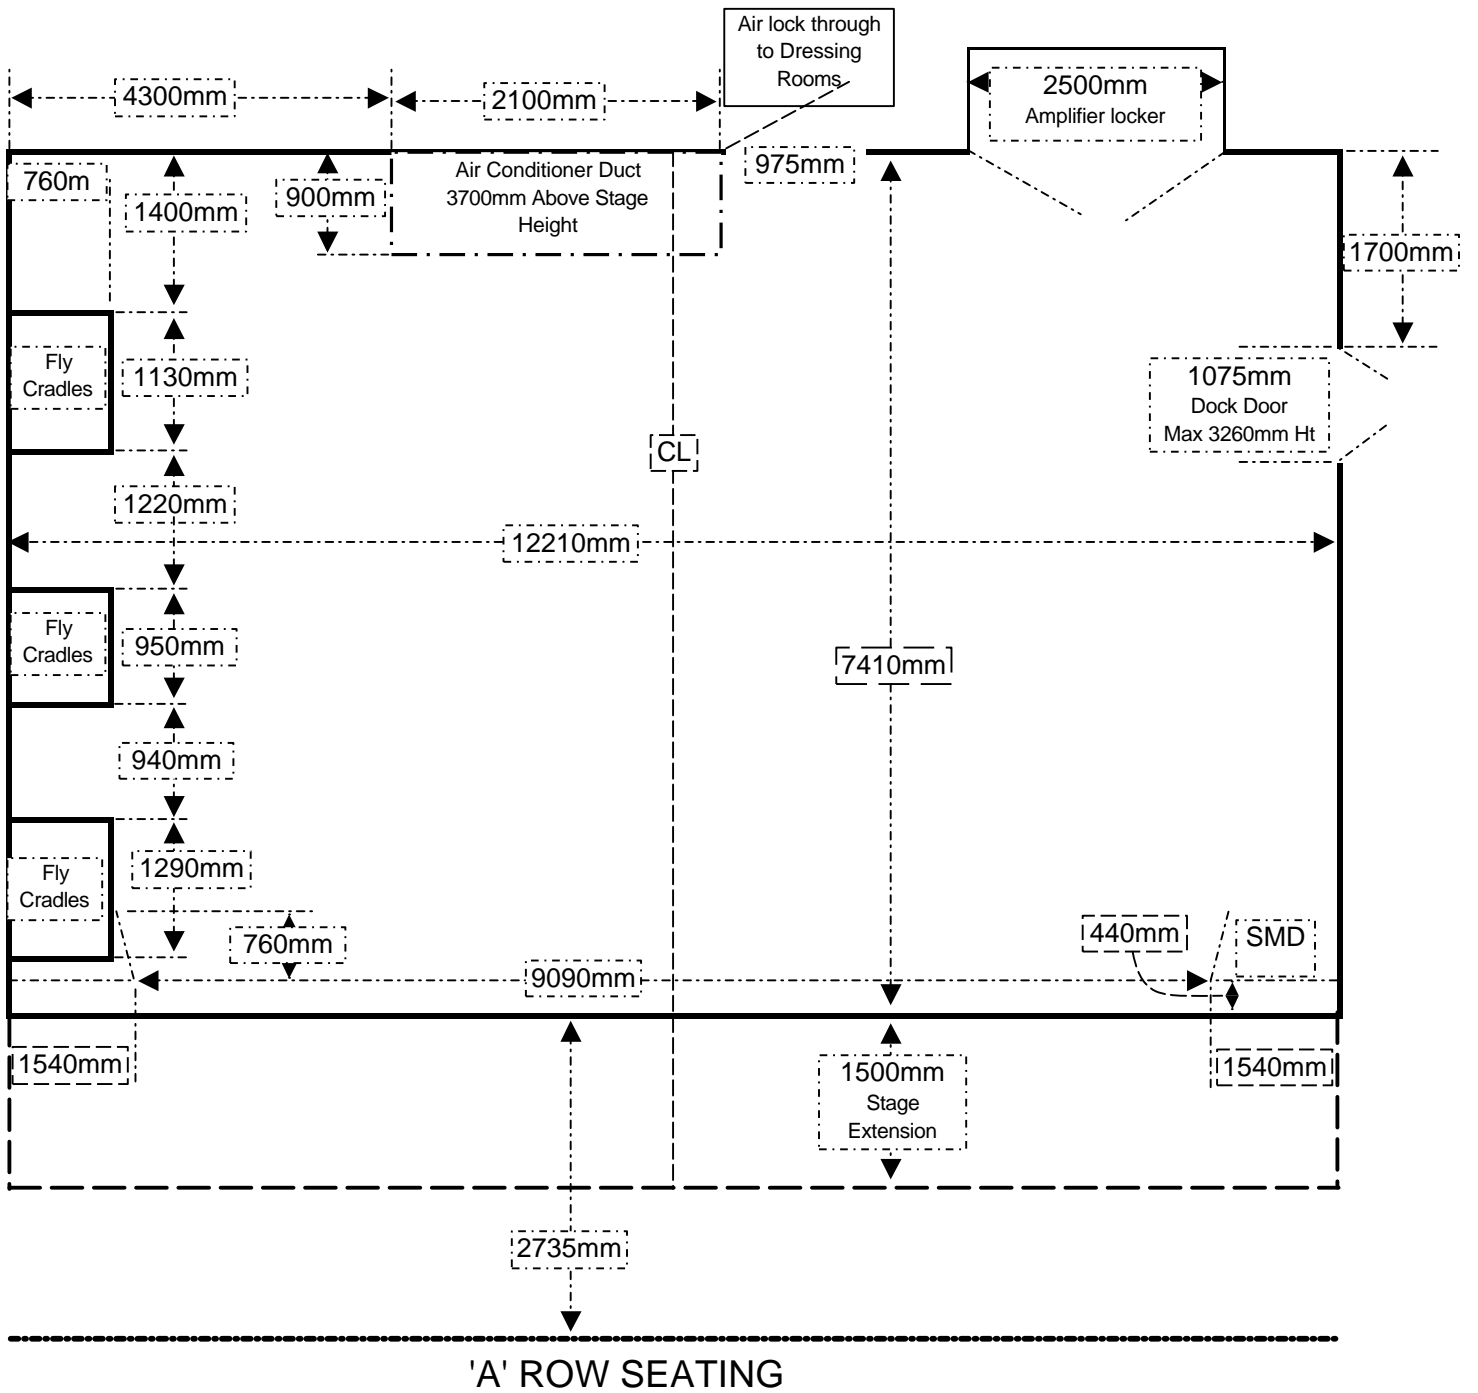 Air lock through
to Dressing
Rooms
4300mm
2100mm
2500mm
Amplifier locker
760m
1400mm
900mm
Air Conditioner Duct
3700mm Above Stage
Height
975mm
1700mm
Fly
Cradles
1130mm
1075mm
Dock Door
Max 3260mm Ht
CL
1220mm
12210mm
Fly
Cradles
950mm
7410mm
940mm
Fly
Cradles
1290mm
760mm
440mm
SMD
9090mm
1540mm
1500mm
Stage
Extension
1540mm
2735mm
'A' ROW SEATING